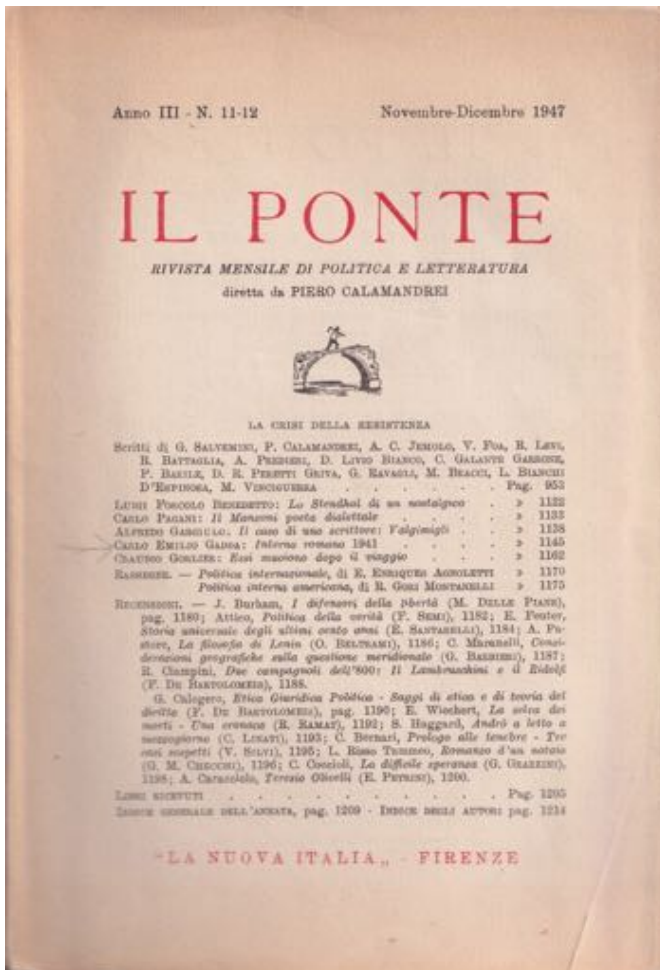 Anno III - N. 11-12 Novembre-Dicembre 1947
IL PONTE
RIVISTA MENSILE DI POLITICA E LETTERATURA
diretta da PIERO CALAMANDREI
LA CRISI DELLA RESISTENZA
Scritti di G. SALVEMINI, P. CALAMANDREI, A. C. JEMOLO, V. FOA, R. LEVI,
R. BATTAGLIA, A. PREDIERI, D. LIVIO BIANCO, C. GALANTE GARRONE,
P. BARILE, D. R. PERETTI GRIVA, G. RAVAGLI, M. BRACCI, L. BIANCHI
D'ESPINOSA, M. VINCIGUERRA . . . . . . Pag. 953
LUIGI FOSCOLO BENEDETTO: Lo Stendhal di un nostalgico . » 1122
CARLO PAGANI: Il Manzoni poeta dialettale . . . . » 1133
ALFREDO GARGIULO. Il caso di uno scrittore: Valgimigli . . » 1138
CARLO EMILIO GADDA: Interno romano 1941 . . . . » 1145
CLAUDIO GORLIER: Essi muoiono dopo il viaggio . . . . » 1162
RASSEGNE. — Politica internazionale, di E. ENRIQUES AGNOLETTI » 1170
Politica interna americana, di R. GORI MONTANELLI » 1175
RECENSIONI. — J. Burham, I difensori della libertà (M. DELLE PIANE),
pag. 1180; Attico, Politica della verità (F. SEMI), 1182; E. Feuter,
Storia universale degli ultimi cento anni (E. SANTARELLI), 1184; A. Pa-
store, La filosofia di Lenin (O. BELTRAMI), 1186; C. Maranelli, Consi-
derazioni geografiche sulla questione meridionale (G. BARBIERI), 1187;
R. Ciampini, Due campagnoli dell'800: Il Lambruschini e il Ridolfi
(F. DE BARTOLOMEIS), 1188.
G. Calogero, Etica Giuridica Politica - Saggi di etica e di teoria del
diritto (F. DE BARTOLOMEIS), pag. 1190; E. Wiechert, La selva dei
morti - Una cronaca (R. RAMAT), 1192; S. Haggard, Andrò a letto a
mezzogiorno (C. LINATI), 1193; C. Bernari, Prologo alle tenebre - Tre
casi sospetti (V. SILVI), 1195; L. Russo Tummeo, Romanzo d'un notaio
(G. M. CHECCHI), 1196; C. Coccioli, La difficile speranza (G. GRAZZINI),
1198; A. Caracciolo, Teresio Olivelli (E. PETRINI), 1200.
LIBRI RICEVUTI . . . . . . . . . . Pag. 1205
INDICE GENERALE DELL'ANNATA, pag. 1209 - INDICE DEGLI AUTORI pag. 1214
"LA NUOVA ITALIA„ - FIRENZE